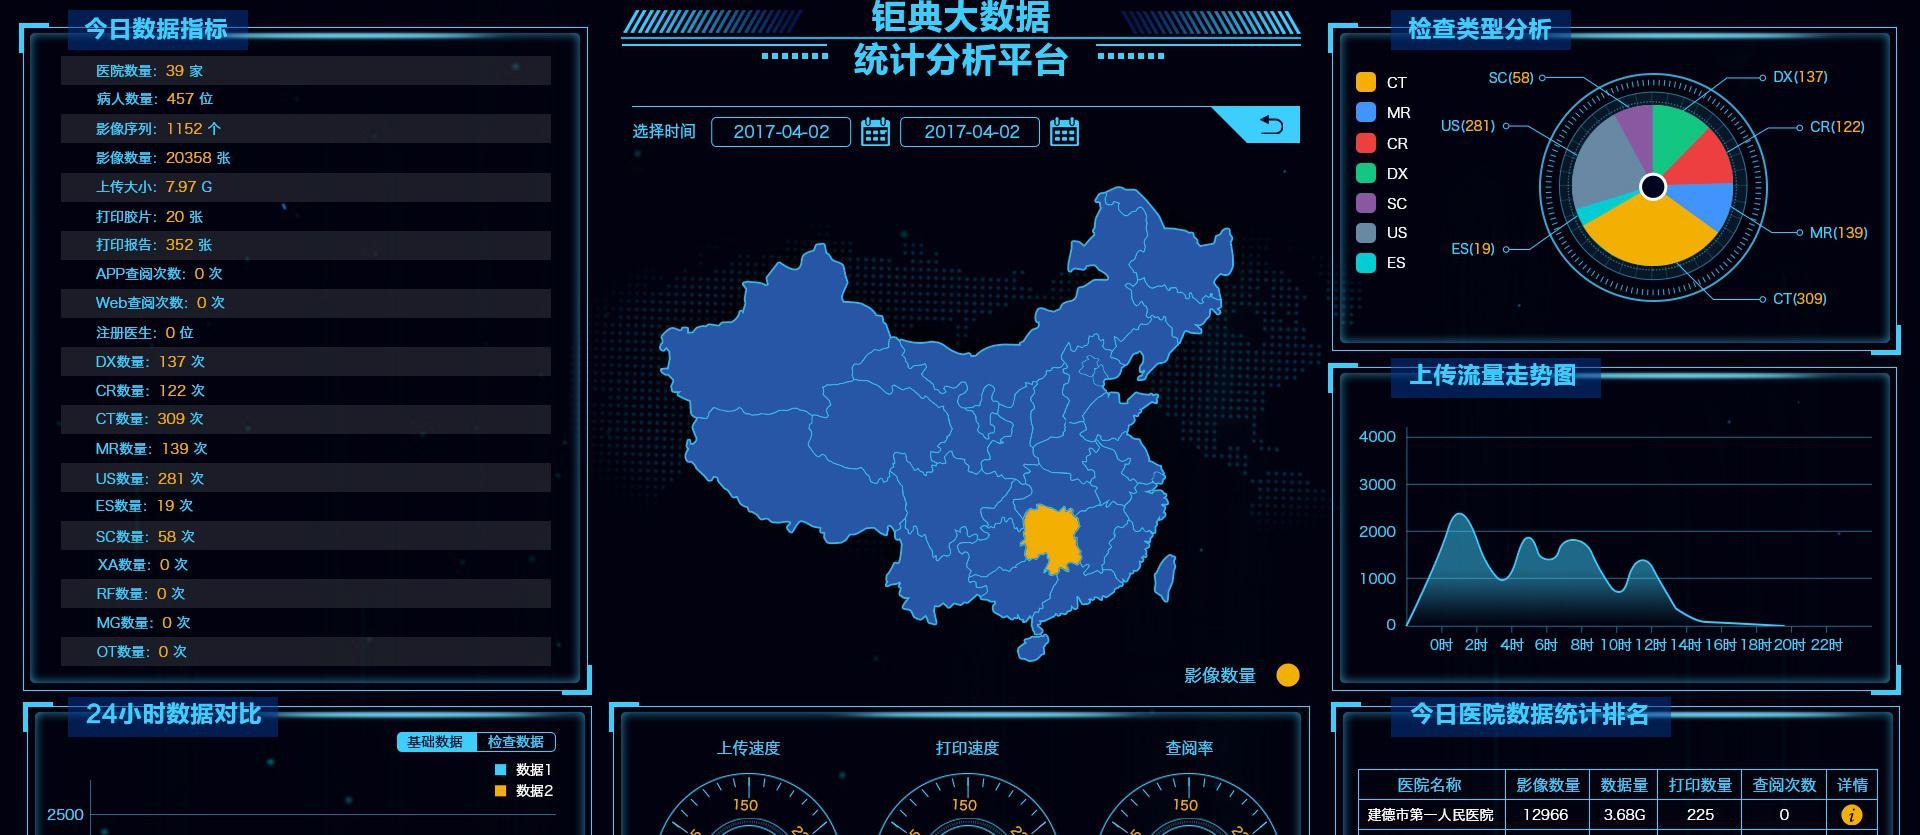 今日数据指标
医院数量：39 家
病人数量：457 位
影像序列：1152 个
影像数量：20358 张
上传大小：7.97 G
打印胶片：20 张
打印报告：352 张
APP查阅次数：0 次
Web查阅次数：0 次
注册医生：0 位
DX数量：137 次
CR数量：122 次
CT数量：309 次
MR数量：139 次
US数量：281 次
ES数量：19 次
SC数量：58 次
XA数量：0 次
RF数量：0 次
MG数量：0 次
OT数量：0 次
钜典大数据
统计分析平台
选择时间 2017-04-02 2017-04-02
影像数量
检查类型分析
CT
MR
CR
DX
SC
US
ES
SC(58)
DX(137)
US(281)
CR(122)
ES(19)
MR(139)
CT(309)
上传流量走势图
4000
3000
2000
1000
0
0时 2时 4时 6时 8时 10时 12时 14时 16时 18时 20时 22时
24小时数据对比
基础数据 检查数据
数据1
数据2
2500
上传速度 打印速度 查阅率
150 150 150
今日医院数据统计排名
医院名称 影像数量 数据量 打印数量 查阅次数 详情
建德市第一人民医院 12966 3.68G 225 0 i